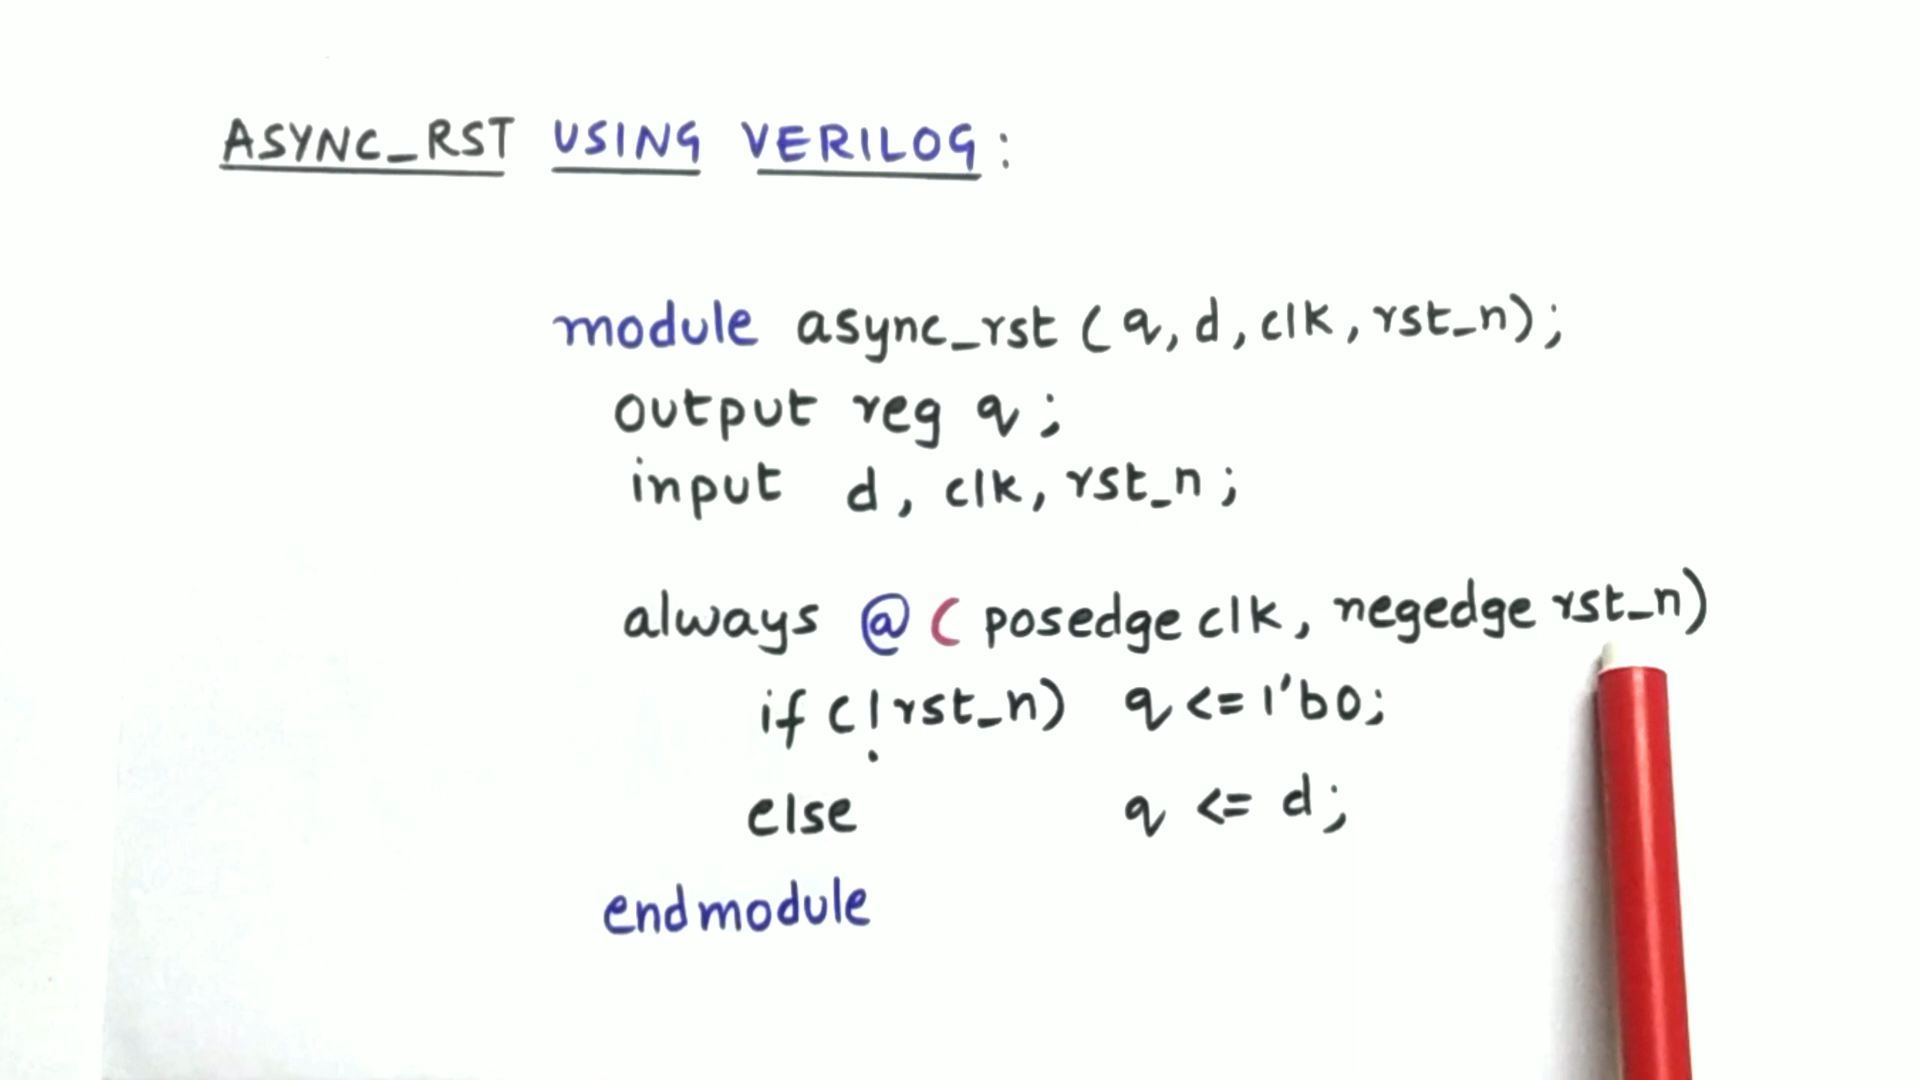 ASYNC_RST USING VERILOG:
module async_rst (q, d, clk, rst_n);
output reg q;
input d, clk, rst_n;
always @ ( posedge clk, negedge rst_n)
if (!rst_n) q <= 1'b0;
else q <= d;
endmodule